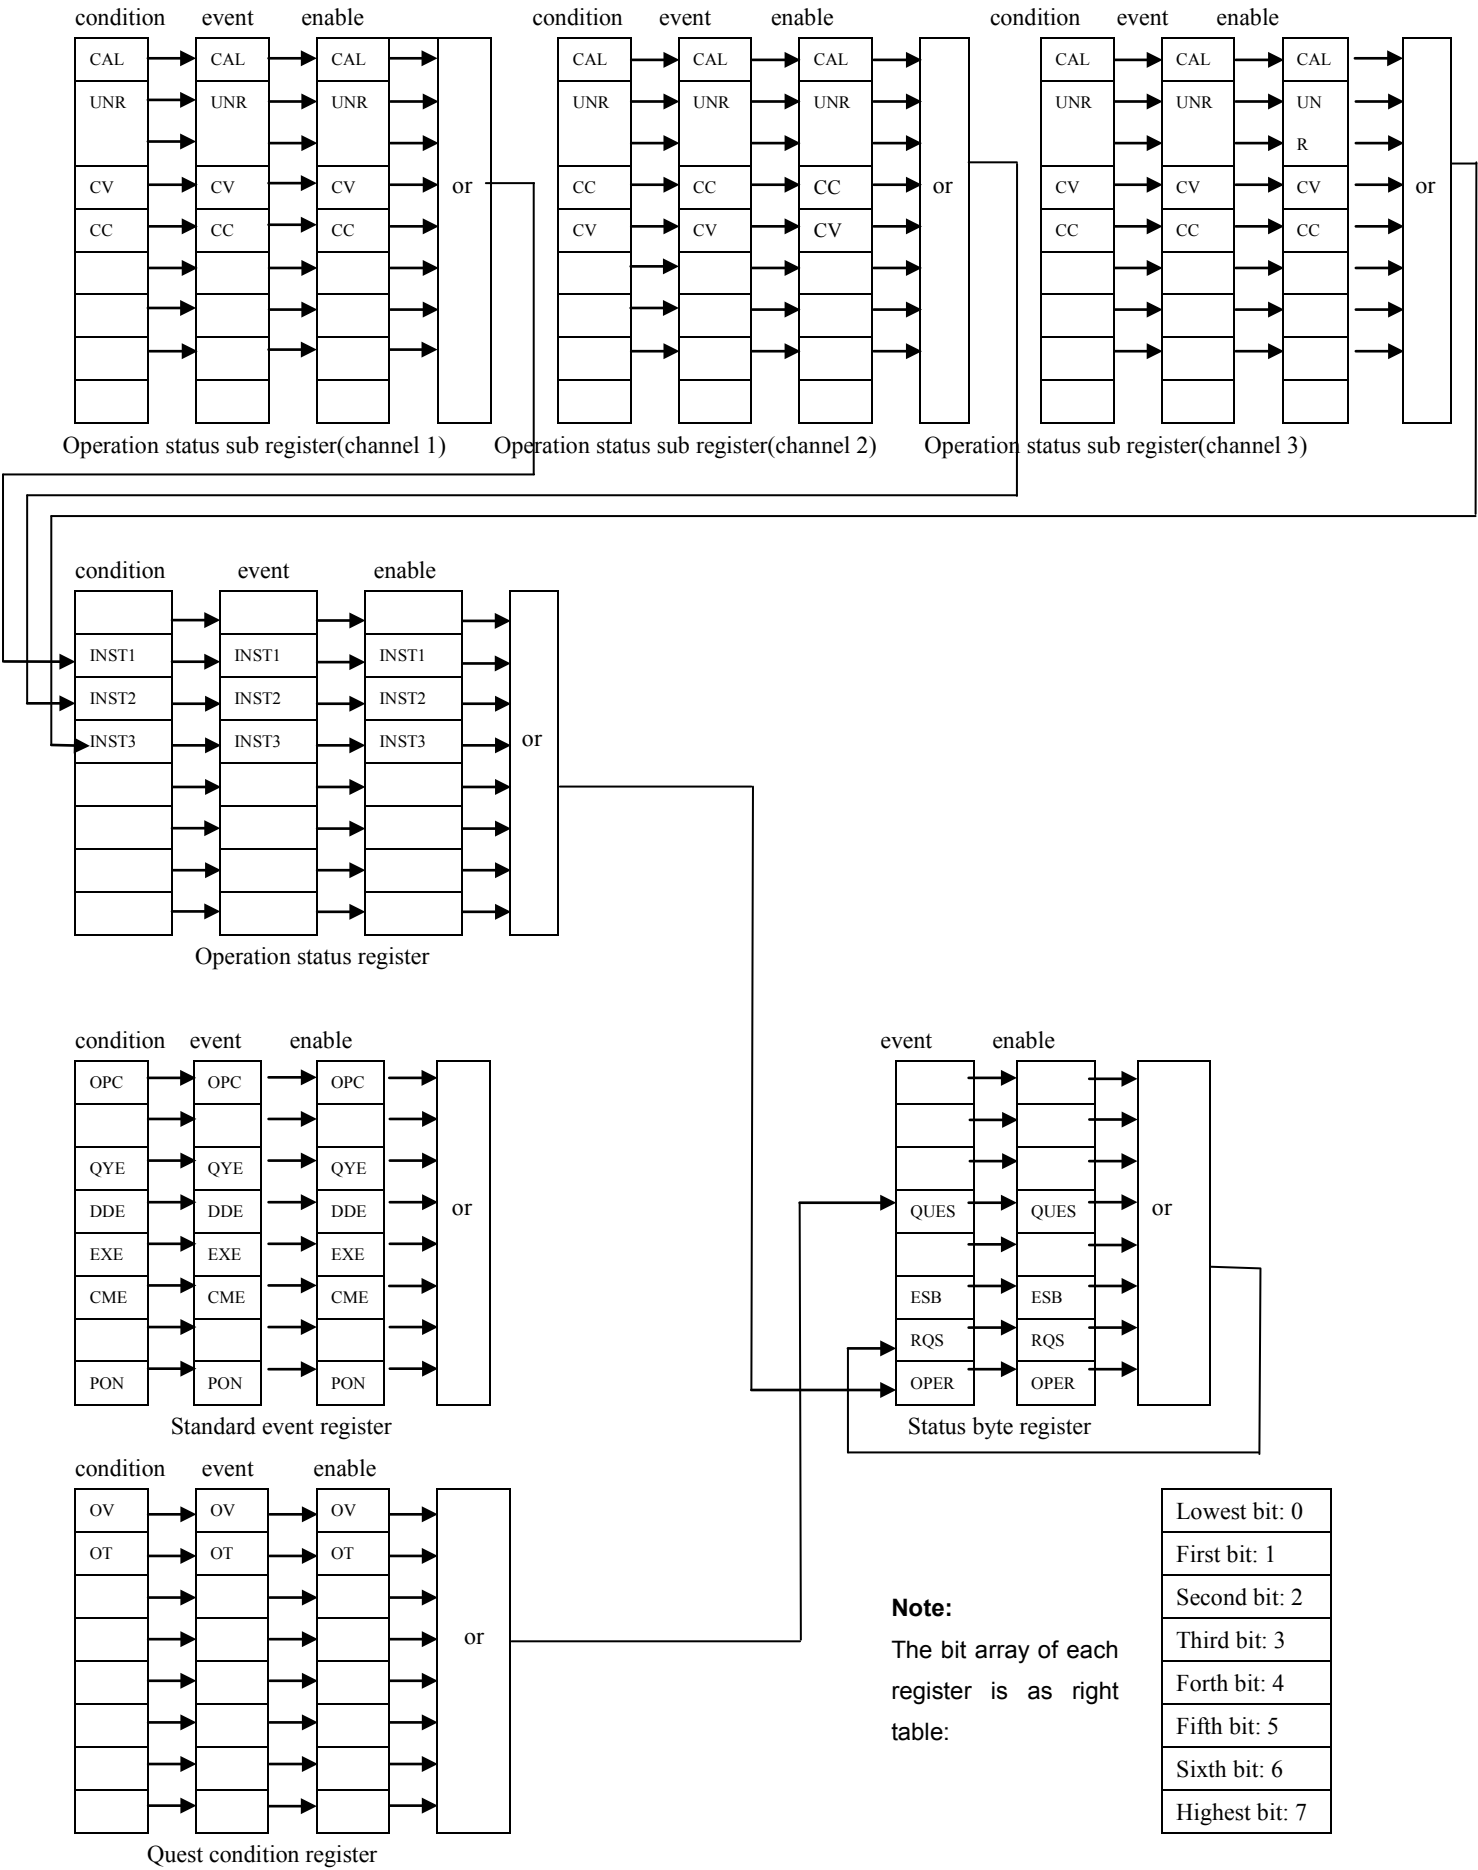 condition event enable condition event enable condition event enable
CAL CAL CAL CAL CAL CAL CAL CAL CAL
UNR UNR UNR UNR UNR UNR UNR UNR UN
R
CV CV CV or CC CC CC or CV CV CV or
CC CC CC CV CV CV CC CC CC
Operation status sub register(channel 1) Operation status sub register(channel 2) Operation status sub register(channel 3)
condition event enable
INST1 INST1 INST1
INST2 INST2 INST2
INST3 INST3 INST3 or
Operation status register
condition event enable
OPC OPC OPC
QYE QYE QYE
DDE DDE DDE or
EXE EXE EXE
CME CME CME
PON PON PON
Standard event register
event enable
QUES QUES or
ESB ESB
RQS RQS
OPER OPER
Status byte register
condition event enable
OV OV OV
OT OT OT
or
Quest condition register
Note:
The bit array of each
register is as right
table:
Lowest bit: 0
First bit: 1
Second bit: 2
Third bit: 3
Forth bit: 4
Fifth bit: 5
Sixth bit: 6
Highest bit: 7